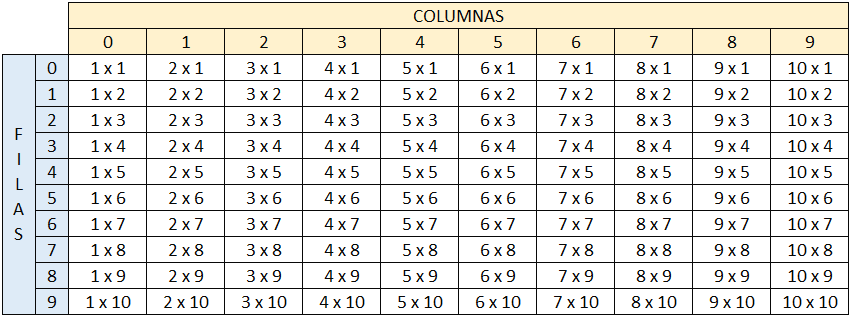 COLUMNAS
0 1 2 3 4 5 6 7 8 9
FILAS
0 1 x 1 2 x 1 3 x 1 4 x 1 5 x 1 6 x 1 7 x 1 8 x 1 9 x 1 10 x 1
1 1 x 2 2 x 2 3 x 2 4 x 2 5 x 2 6 x 2 7 x 2 8 x 2 9 x 2 10 x 2
2 1 x 3 2 x 3 3 x 3 4 x 3 5 x 3 6 x 3 7 x 3 8 x 3 9 x 3 10 x 3
3 1 x 4 2 x 4 3 x 4 4 x 4 5 x 4 6 x 4 7 x 4 8 x 4 9 x 4 10 x 4
4 1 x 5 2 x 5 3 x 5 4 x 5 5 x 5 6 x 5 7 x 5 8 x 5 9 x 5 10 x 5
5 1 x 6 2 x 6 3 x 6 4 x 6 5 x 6 6 x 6 7 x 6 8 x 6 9 x 6 10 x 6
6 1 x 7 2 x 7 3 x 7 4 x 7 5 x 7 6 x 7 7 x 7 8 x 7 9 x 7 10 x 7
7 1 x 8 2 x 8 3 x 8 4 x 8 5 x 8 6 x 8 7 x 8 8 x 8 9 x 8 10 x 8
8 1 x 9 2 x 9 3 x 9 4 x 9 5 x 9 6 x 9 7 x 9 8 x 9 9 x 9 10 x 9
9 1 x 10 2 x 10 3 x 10 4 x 10 5 x 10 6 x 10 7 x 10 8 x 10 9 x 10 10 x 10